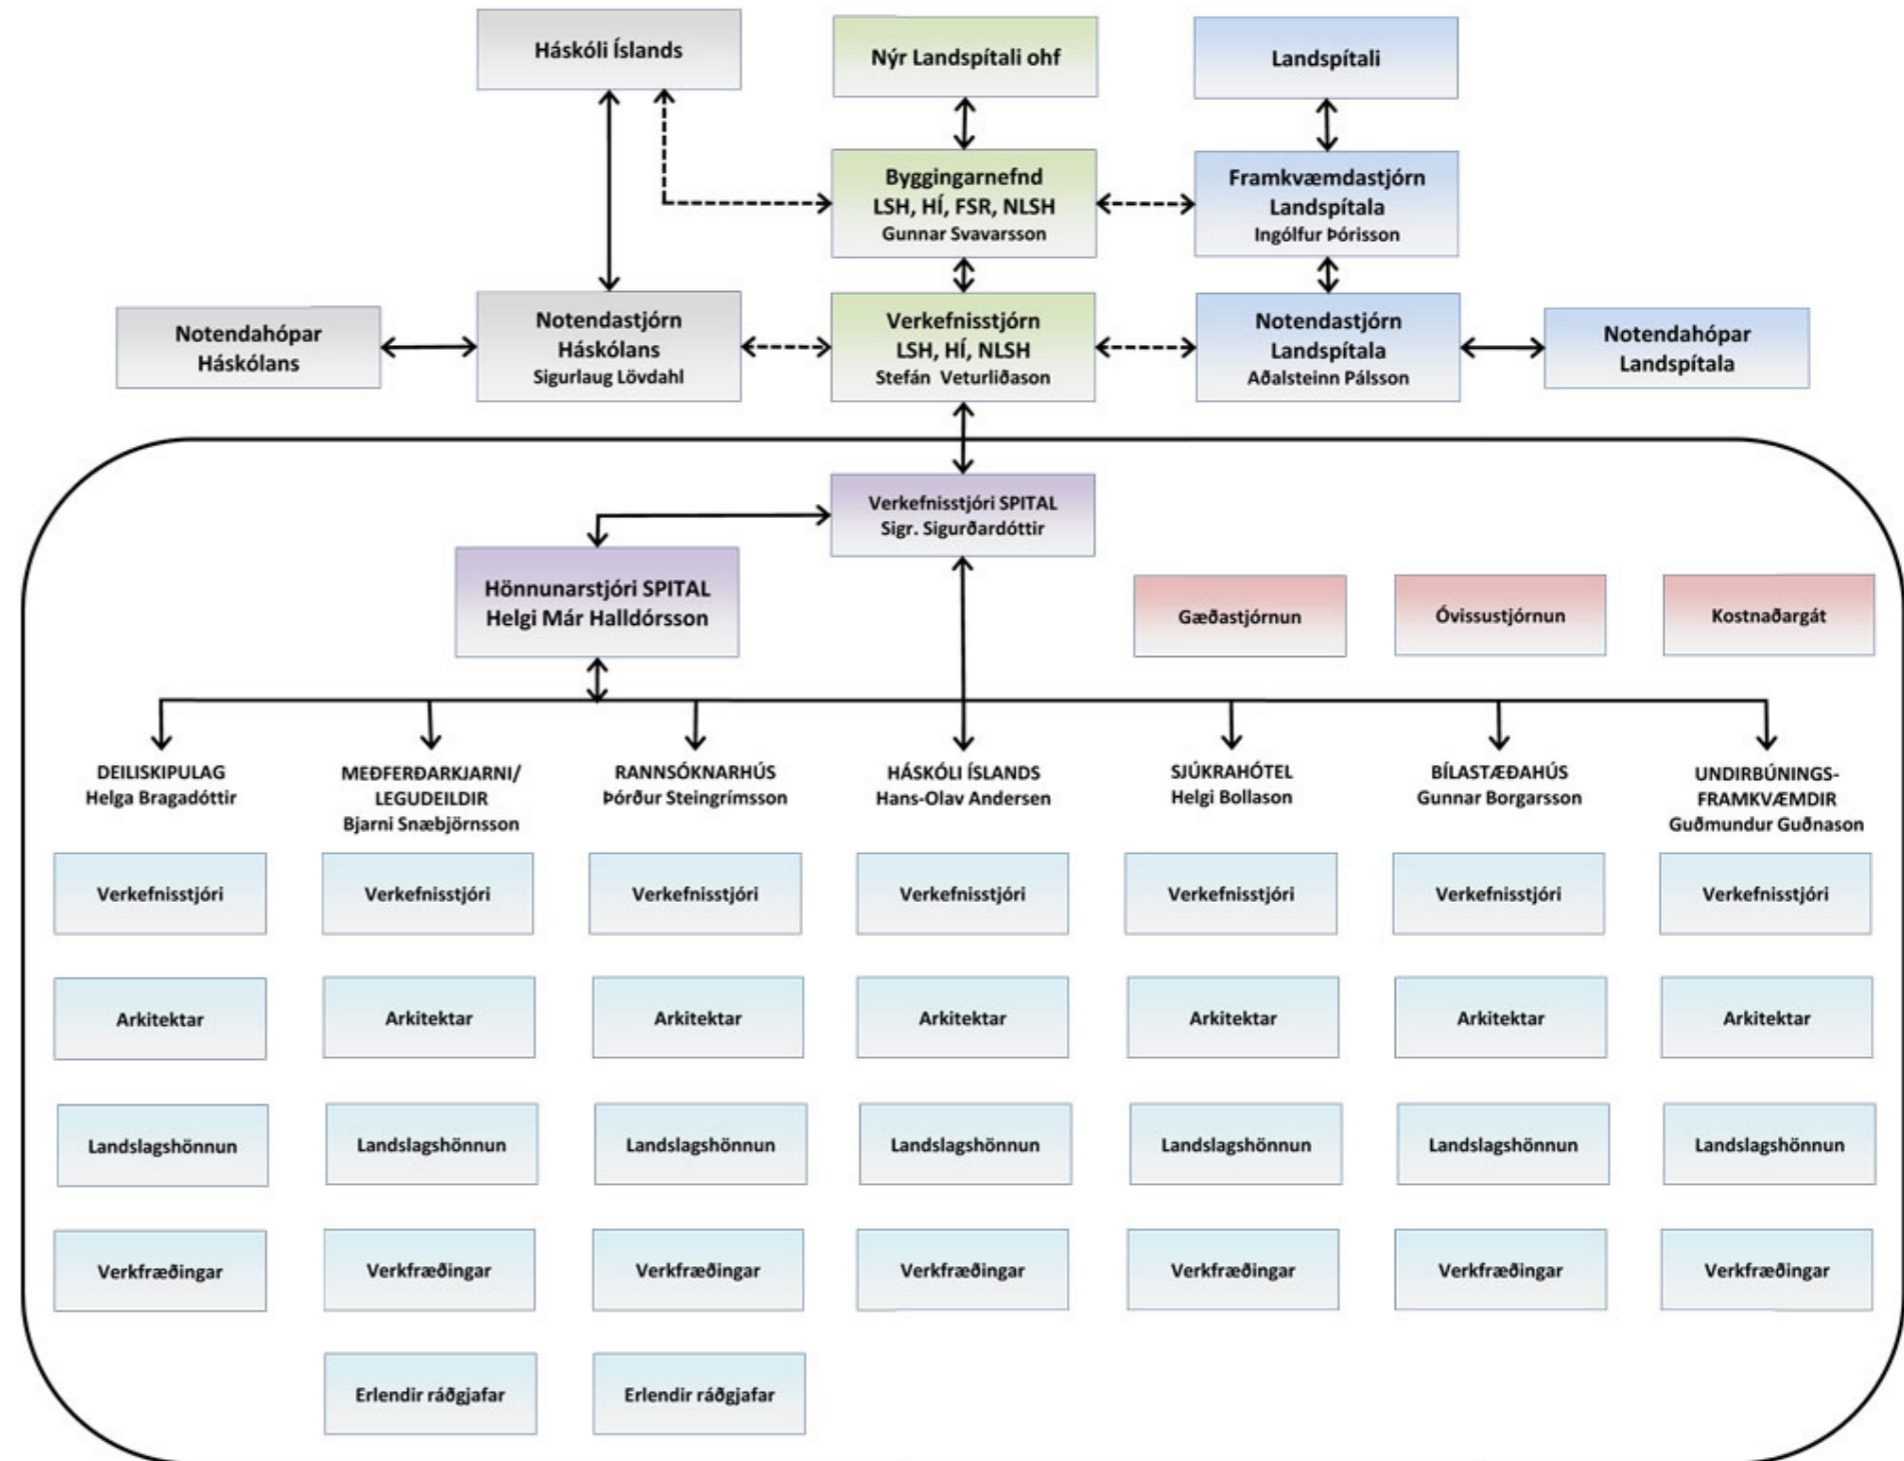 Háskóli Íslands
Nýr Landspítali ohf
Landspítali
Byggingarnefnd
LSH, HÍ, FSR, NLSH
Gunnar Svavarsson
Framkvæmdastjórn
Landspítala
Ingólfur Þórisson
Notendahópar
Háskólans
Notendastjórn
Háskólans
Sigurlaug Lövdahl
Verkefnisstjórn
LSH, HÍ, NLSH
Stefán Veturliðason
Notendastjórn
Landspítala
Aðalsteinn Pálsson
Notendahópar
Landspítala
Verkefnisstjóri SPITAL
Sigr. Sigurðardóttir
Hönnunarstjóri SPITAL
Helgi Már Halldórsson
Gæðastjórnun
Óvissustjórnun
Kostnaðargát
DEILISKIPULAG
Helga Bragadóttir
MEÐFERÐARKJARNI/
LEGUDEILDIR
Bjarni Snæbjörnsson
RANNSÓKNARHÚS
Þórður Steingrímsson
HÁSKÓLI ÍSLANDS
Hans-Olav Andersen
SJÚKRAHÓTEL
Helgi Bollason
BÍLASTÆÐAHÚS
Gunnar Borgarsson
UNDIRBÚNINGS-
FRAMKVÆMDIR
Guðmundur Guðnason
Verkefnisstjóri
Verkefnisstjóri
Verkefnisstjóri
Verkefnisstjóri
Verkefnisstjóri
Verkefnisstjóri
Verkefnisstjóri
Arkitektar
Arkitektar
Arkitektar
Arkitektar
Arkitektar
Arkitektar
Arkitektar
Landslagshönnun
Landslagshönnun
Landslagshönnun
Landslagshönnun
Landslagshönnun
Landslagshönnun
Landslagshönnun
Verkfræðingar
Verkfræðingar
Verkfræðingar
Verkfræðingar
Verkfræðingar
Verkfræðingar
Verkfræðingar
Erlendir ráðgjafar
Erlendir ráðgjafar